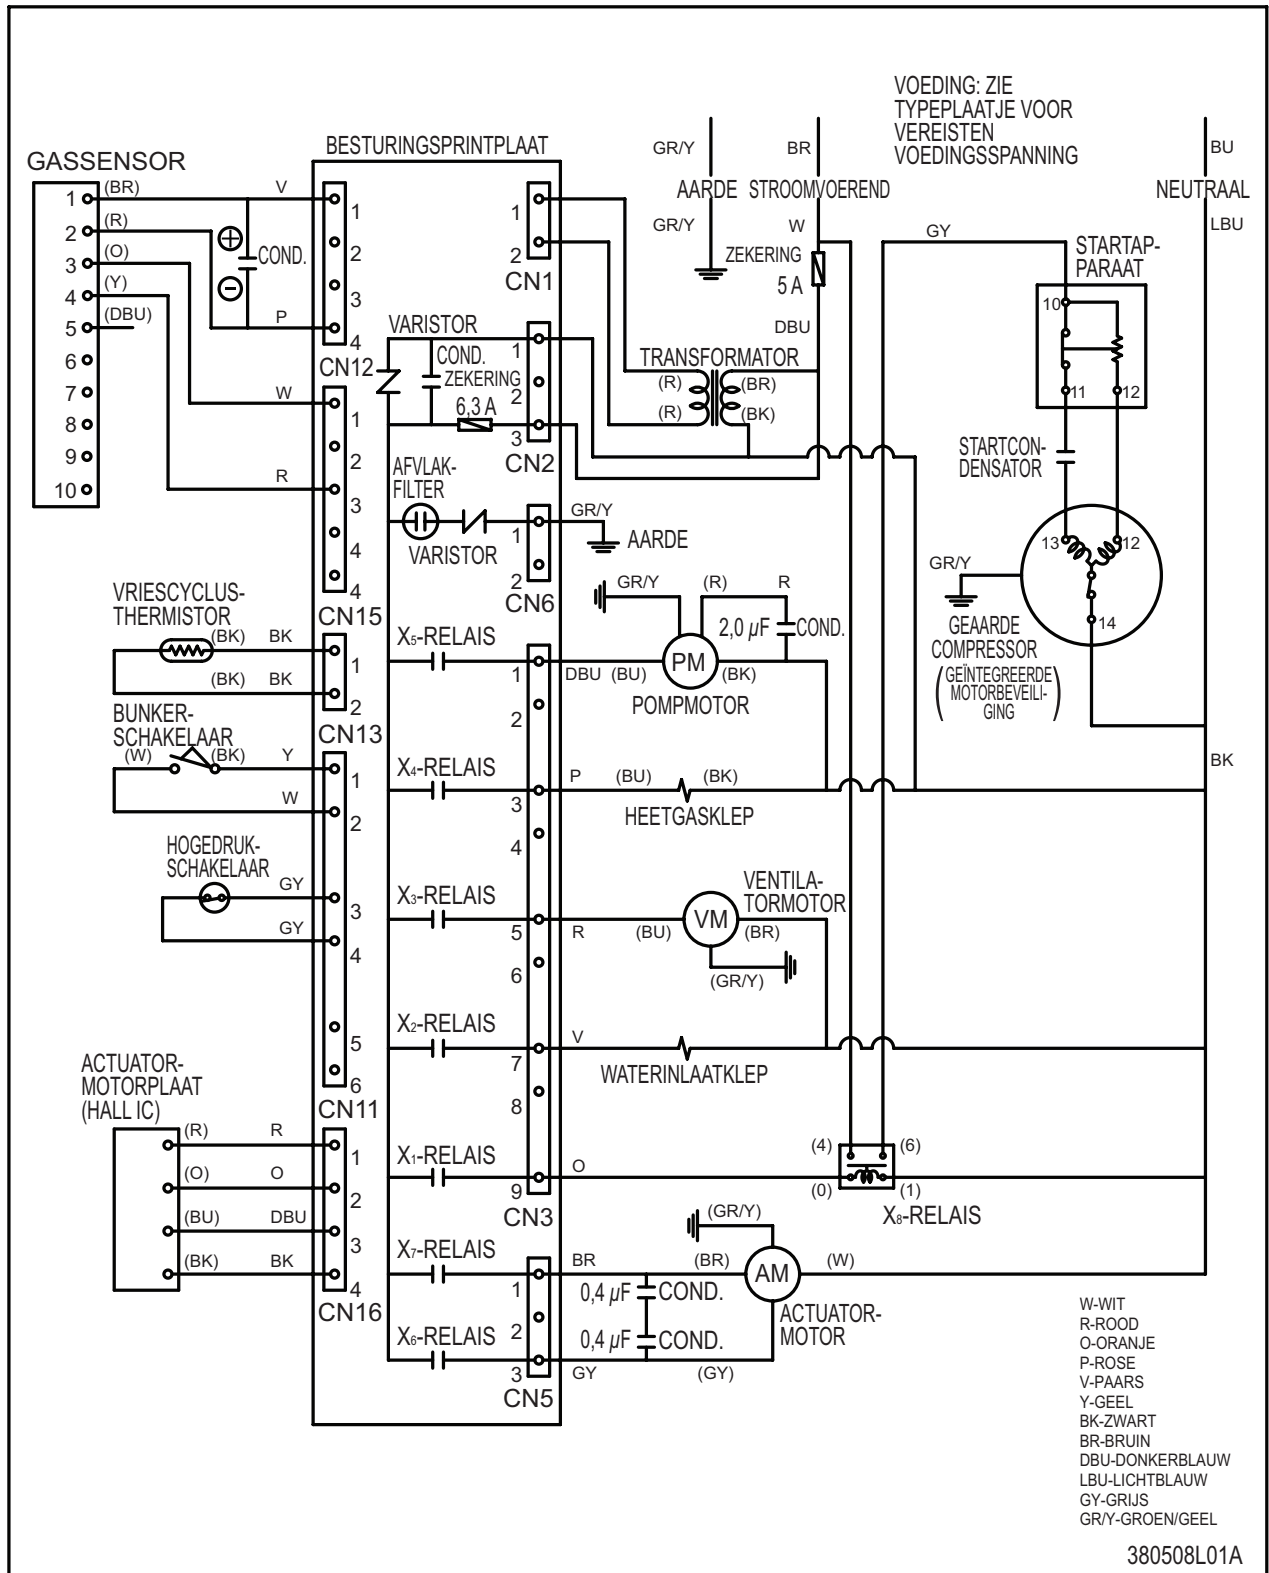 VOEDING: ZIE
TYPEPLAATJE VOOR
VEREISTEN
VOEDINGSSPANNING
GR/Y
BR
BU
AARDE
STROOMVOEREND
NEUTRAAL
GR/Y
W
GY
LBU
GASSENSOR
1
2
3
4
5
6
7
8
9
10
(BR)
(R)
(O)
(Y)
(DBU)
V
P
W
R
COND.
BESTURINGSPRINTPLAAT
1
2
3
4
CN12
1
2
3
4
4
CN15
1
2
CN13
1
2
3
4
5
6
CN11
1
2
3
4
CN16
1
2
CN1
1
2
3
CN2
1
2
CN6
1
2
3
4
5
6
7
8
9
CN3
1
2
3
CN5
VARISTOR
COND.
ZEKERING
6,3 A
AFVLAK-
FILTER
VARISTOR
GR/Y
AARDE
ZEKERING
5 A
DBU
TRANSFORMATOR
(R)
(BR)
(R)
(BK)
STARTAP-
PARAAT
10
11
12
STARTCON-
DENSATOR
13
12
14
GR/Y
GEAARDE
COMPRESSOR
(GEÏNTEGREERDE
MOTORBEVEILI-
GING)
BK
VRIESCYCLUS-
THERMISTOR
(BK)
BK
(BK)
BK
BUNKER-
SCHAKELAAR
(W)
(BK)
Y
W
HOGEDRUK-
SCHAKELAAR
GY
GY
ACTUATOR-
MOTORPLAAT
(HALL IC)
(R)
R
(O)
O
(BU)
DBU
(BK)
BK
X5-RELAIS
GR/Y
(R)
R
2,0 µF
COND.
DBU
(BU)
PM
(BK)
POMPMOTOR
X4-RELAIS
P
(BU)
(BK)
HEETGASKLEP
X3-RELAIS
VENTILA-
TORMOTOR
R
(BU)
VM
(BR)
(GR/Y)
X2-RELAIS
V
WATERINLAATKLEP
X1-RELAIS
O
(4)
(6)
(0)
(1)
X8-RELAIS
X7-RELAIS
(GR/Y)
BR
(BR)
AM
(W)
0,4 µF
COND.
0,4 µF
COND.
ACTUATOR-
MOTOR
X6-RELAIS
GY
(GY)
W-WIT
R-ROOD
O-ORANJE
P-ROSE
V-PAARS
Y-GEEL
BK-ZWART
BR-BRUIN
DBU-DONKERBLAUW
LBU-LICHTBLAUW
GY-GRIJS
GR/Y-GROEN/GEEL
380508L01A